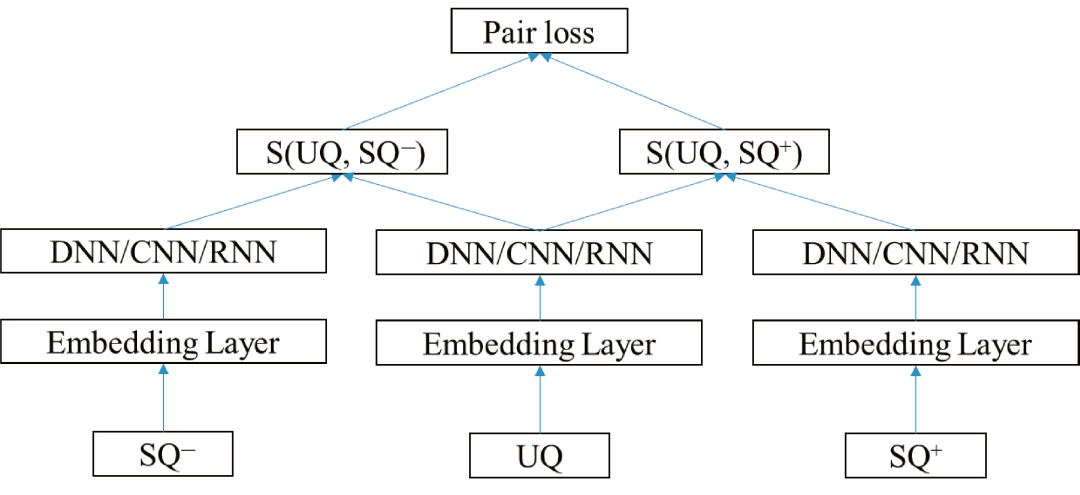 Pair loss
S(UQ, SQ⁻)
S(UQ, SQ⁺)
DNN/CNN/RNN
DNN/CNN/RNN
DNN/CNN/RNN
Embedding Layer
Embedding Layer
Embedding Layer
SQ⁻
UQ
SQ⁺